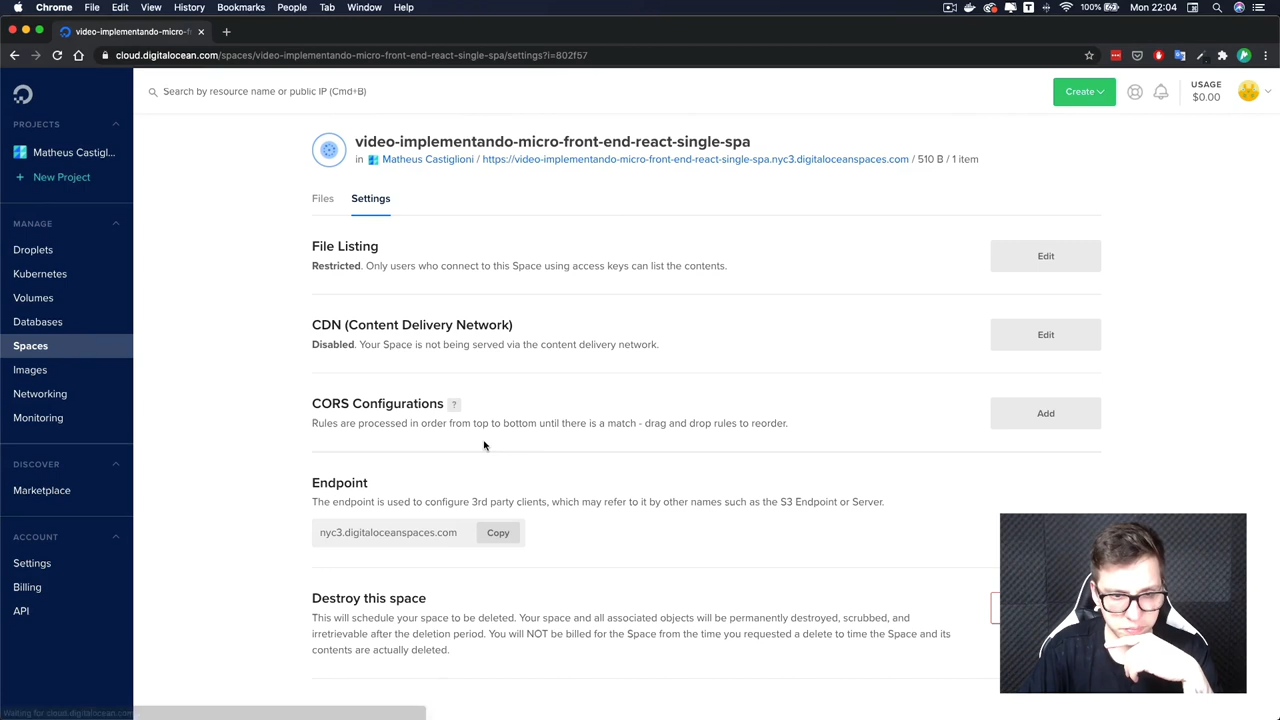 Chrome File Edit View History Bookmarks People Tab Window Help
100% Mon 22:04
video-implementando-micro-f
cloud.digitalocean.com/spaces/video-implementando-micro-front-end-react-single-spa/settings?i=802f57
Search by resource name or public IP (Cmd+B)
Create
USAGE
$0.00
PROJECTS
Matheus Castigl...
+ New Project
MANAGE
Droplets
Kubernetes
Volumes
Databases
Spaces
Images
Networking
Monitoring
DISCOVER
Marketplace
ACCOUNT
Settings
Billing
API
video-implementando-micro-front-end-react-single-spa
in Matheus Castiglioni / https://video-implementando-micro-front-end-react-single-spa.nyc3.digitaloceanspaces.com / 510 B / 1 item
Files Settings
File Listing
Restricted. Only users who connect to this Space using access keys can list the contents.
Edit
CDN (Content Delivery Network)
Disabled. Your Space is not being served via the content delivery network.
Edit
CORS Configurations ?
Rules are processed in order from top to bottom until there is a match - drag and drop rules to reorder.
Add
Endpoint
The endpoint is used to configure 3rd party clients, which may refer to it by other names such as the S3 Endpoint or Server.
nyc3.digitaloceanspaces.com Copy
Destroy this space
This will schedule your space to be deleted. Your space and all associated objects will be permanently destroyed, scrubbed, and
irretrievable after the deletion period. You will NOT be billed for the Space from the time you requested a delete to time the Space and its
contents are actually deleted.
Waiting for cloud.digitalocean.com